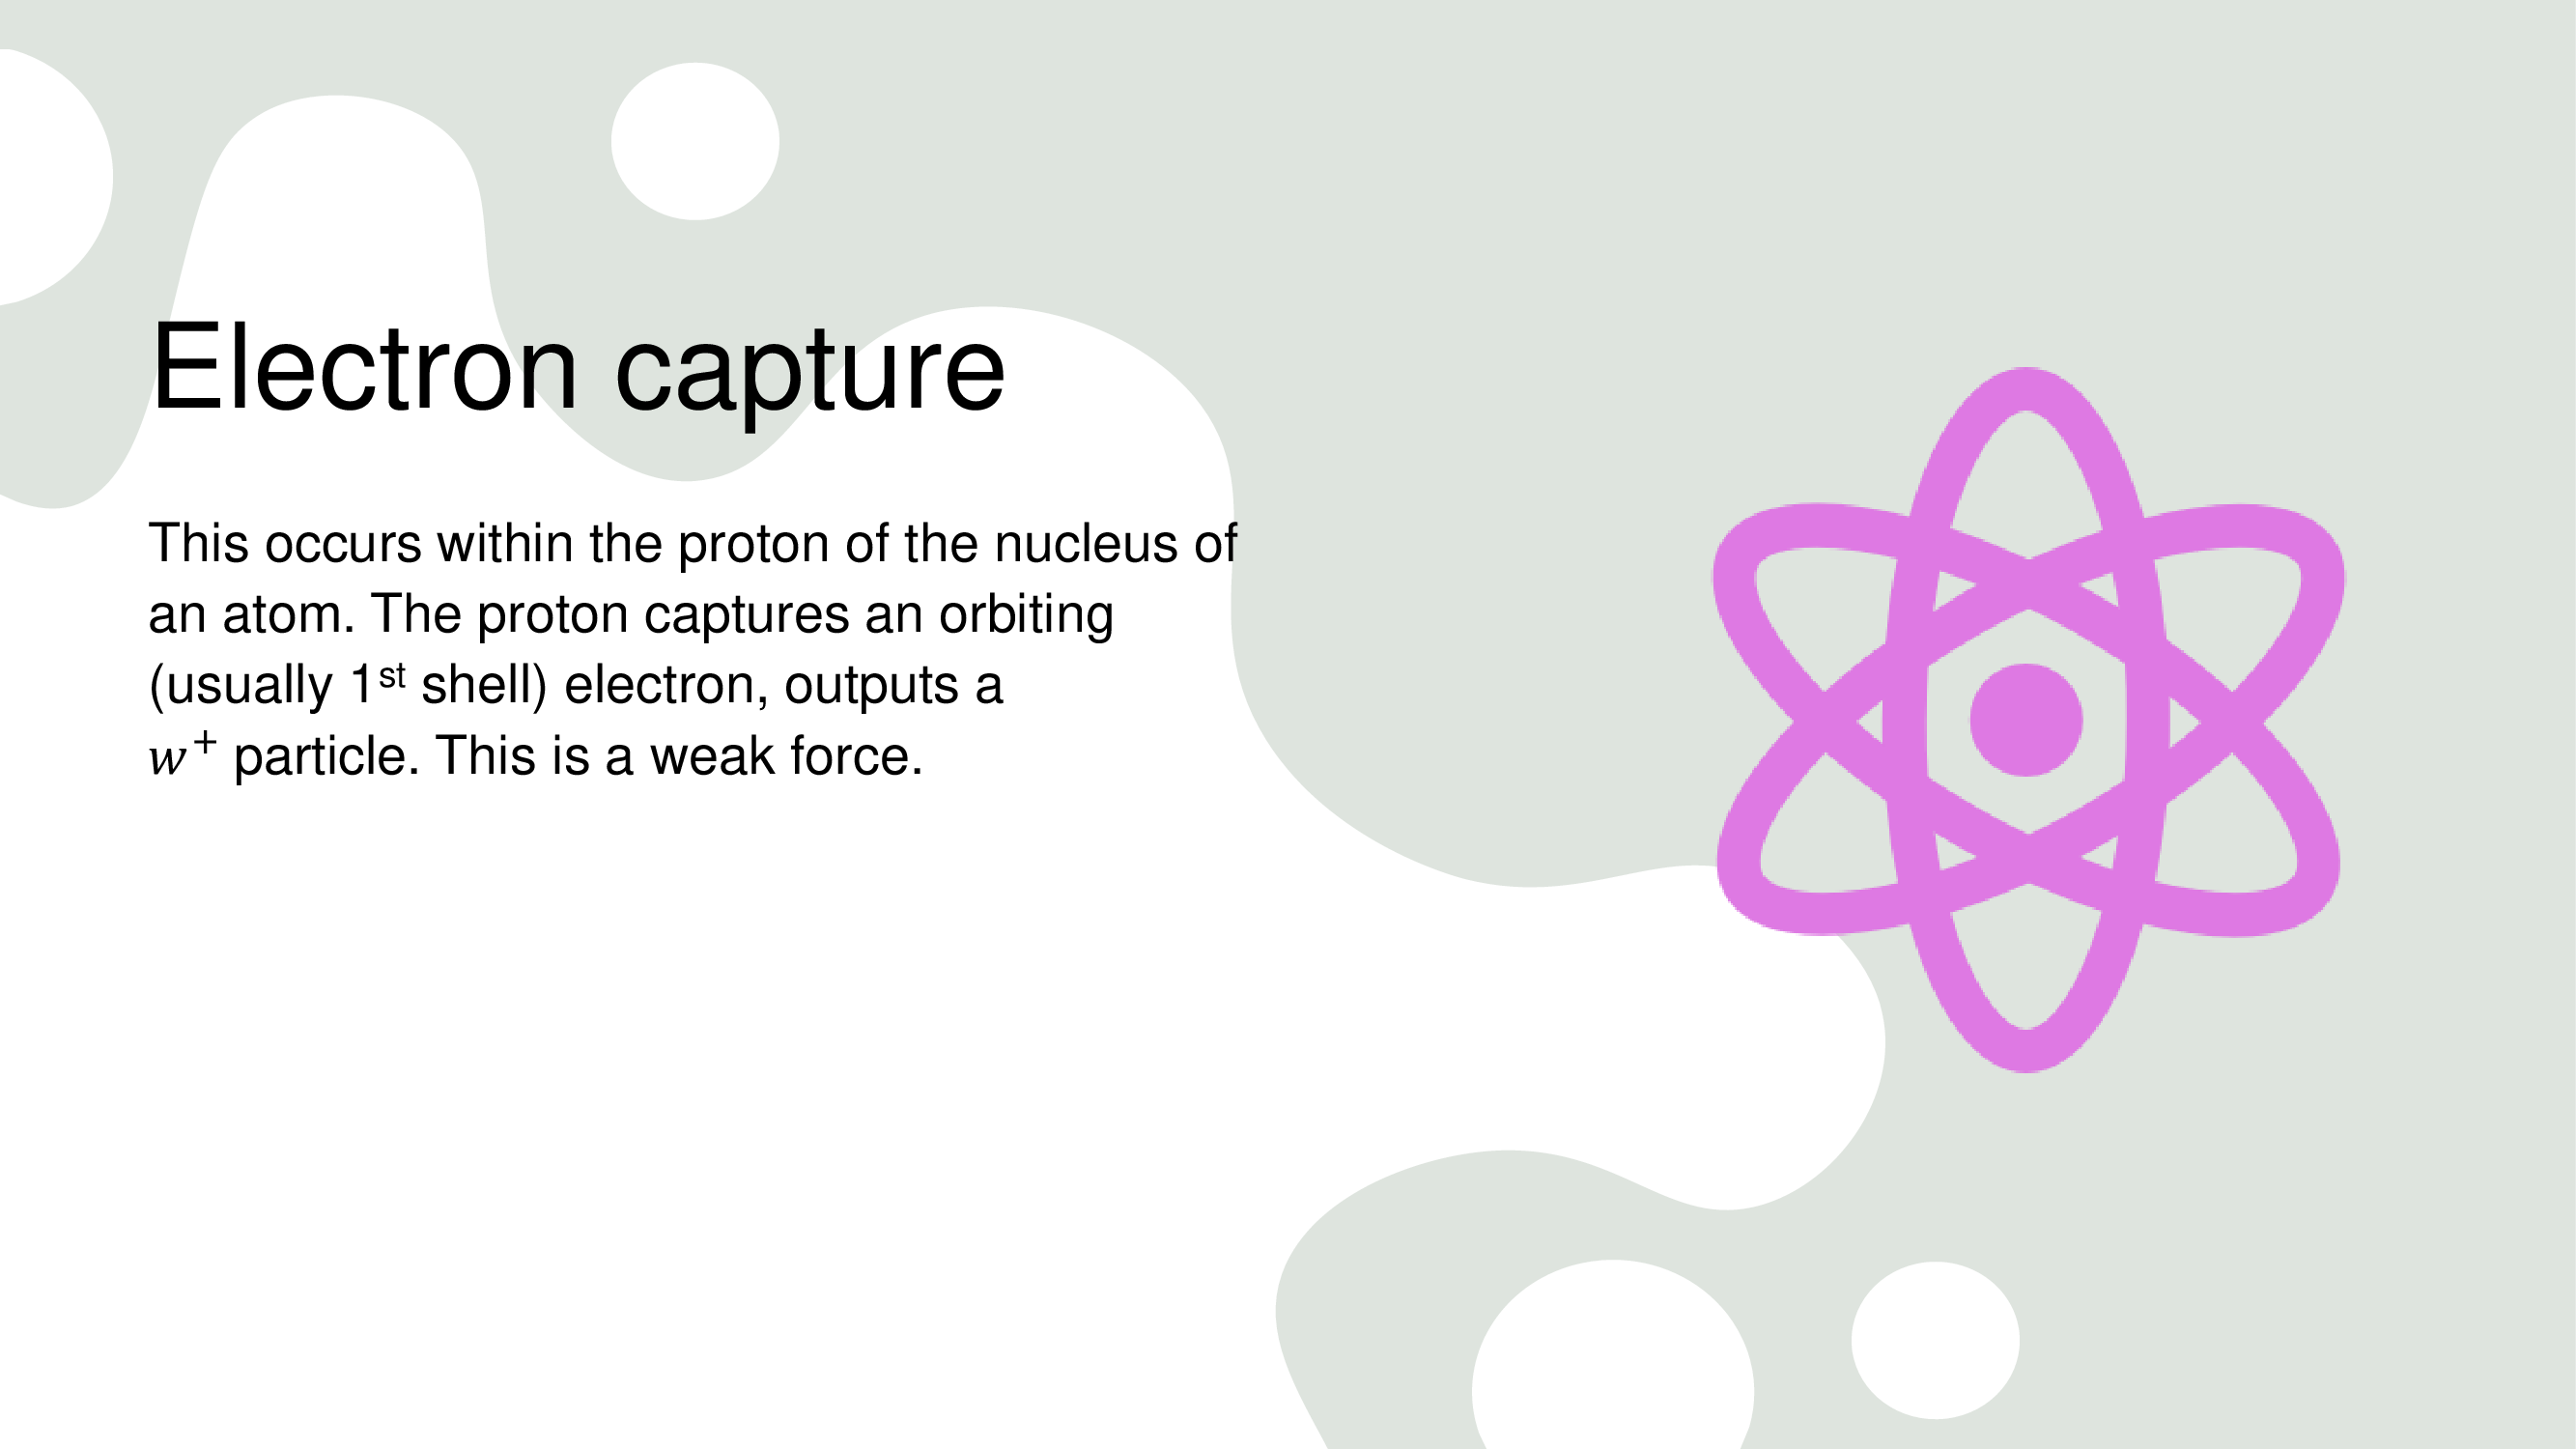 Electron capture
This occurs within the proton of the nucleus of
an atom. The proton captures an orbiting
(usually 1st shell) electron, outputs a
w+ particle. This is a weak force.